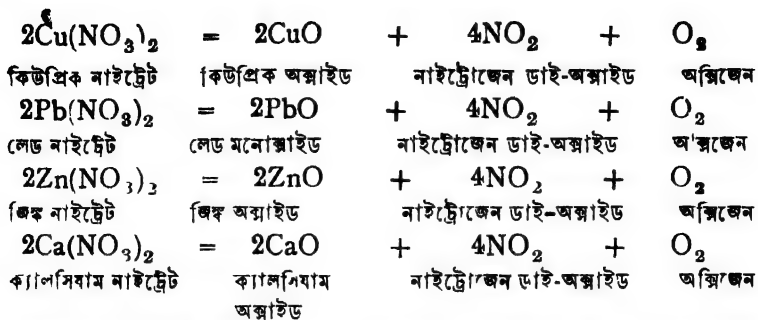 2Cu(NO₃)₂ = 2CuO + 4NO₂ + O₂
কিউপ্রিক নাইট্রেট কিউপ্রিক অক্সাইড নাইট্রোজেন ডাই-অক্সাইড অক্সিজেন
2Pb(NO₃)₂ = 2PbO + 4NO₂ + O₂
লেড নাইট্রেট লেড মনোক্সাইড নাইট্রোজেন ডাই-অক্সাইড অক্সিজেন
2Zn(NO₃)₂ = 2ZnO + 4NO₂ + O₂
জিঙ্ক নাইট্রেট জিঙ্ক অক্সাইড নাইট্রোজেন ডাই-অক্সাইড অক্সিজেন
2Ca(NO₃)₂ = 2CaO + 4NO₂ + O₂
ক্যালসিয়াম নাইট্রেট ক্যালসিয়াম নাইট্রোজেন ডাই-অক্সাইড অক্সিজেন
অক্সাইড